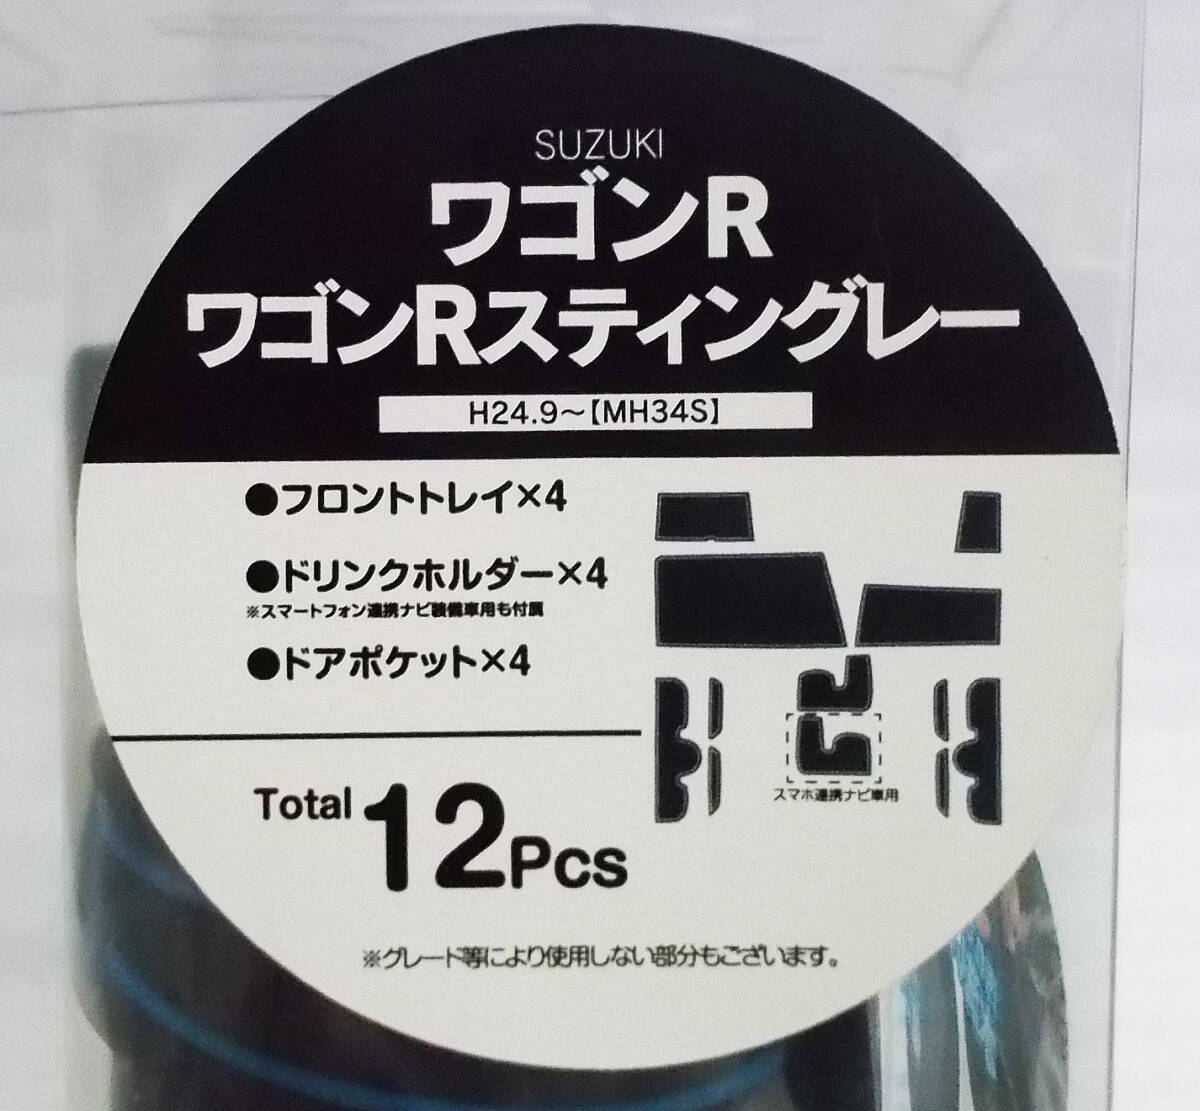 SUZUKI
ワゴンR
ワゴンRスティングレー
H24.9～【MH34S】
●フロントトレイ×4
●ドリンクホルダー×4
※スマートフォン連携ナビ装備車用も付属
●ドアポケット×4
スマホ連携ナビ車用
Total 12Pcs
※グレード等により使用しない部分もございます。